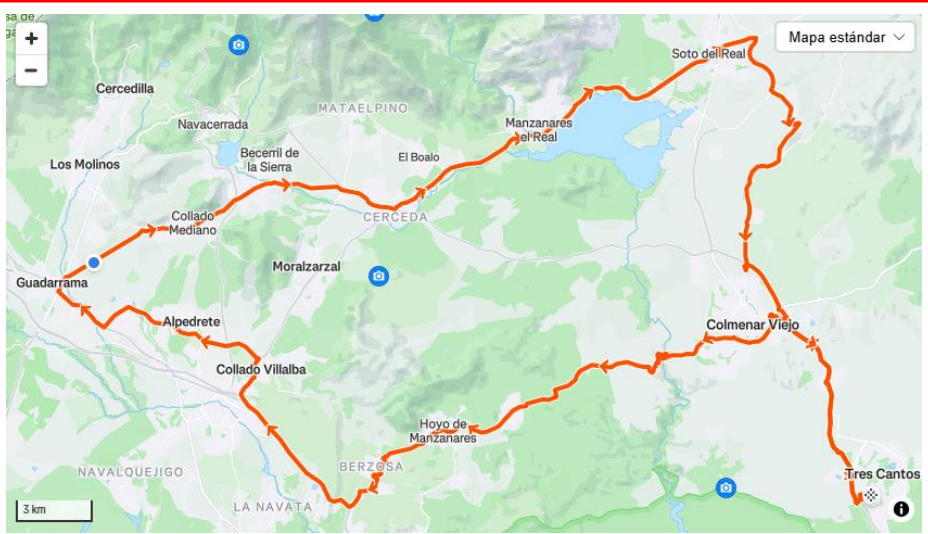 sa de
+
Mapa estándar
−
Soto del Real
Cercedilla
MATAELPINO
Navacerrada
Manzanares
el Real
Becerril de
la Sierra
El Boalo
Los Molinos
Collado
Mediano
CERCEDA
Moralzarzal
Guadarrama
Alpedrete
Colmenar Viejo
Collado Villalba
Hoyo de
Manzanares
BERZOSA
NAVALQUEJIGO
Tres Cantos
LA NAVATA
3 km
i